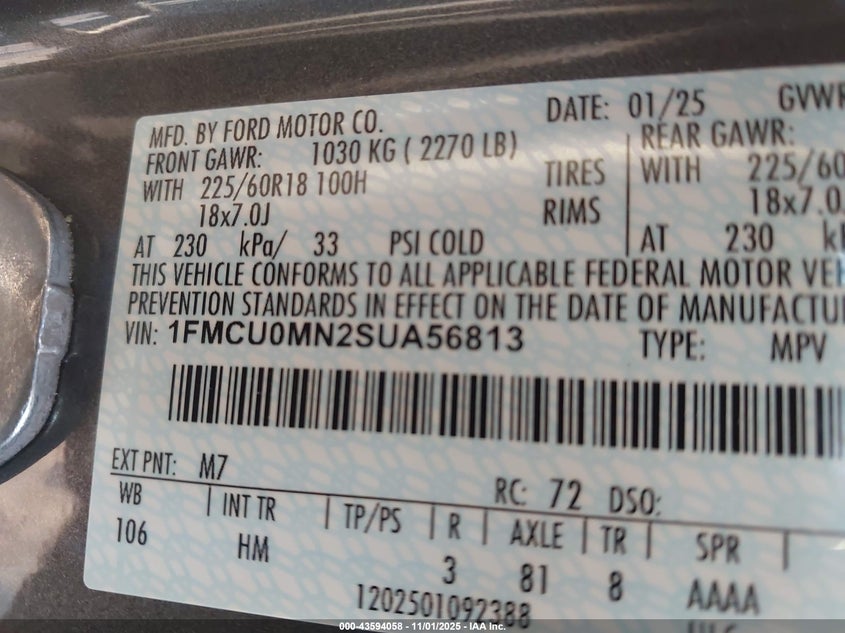 MFD. BY FORD MOTOR CO.
DATE: 01/25
GVWR
FRONT GAWR: 1030 KG ( 2270 LB)
REAR GAWR:
WITH 225/60R18 100H TIRES
WITH 225/60
18x7.0J RIMS
18x7.0J
AT 230 kPa/ 33 PSI COLD
AT 230
THIS VEHICLE CONFORMS TO ALL APPLICABLE FEDERAL MOTOR VEH
PREVENTION STANDARDS IN EFFECT ON THE DATE OF MANUFACTU
VIN: 1FMCU0MN2SUA56813
TYPE: MPV
EXT PNT: M7
RC: 72 DSO:
WB INT TR TP/PS R AXLE TR SPR
106 HM 3 81 8 AAAA
1202501092388
000-43594058 - 11/01/2025 - IAA Inc.